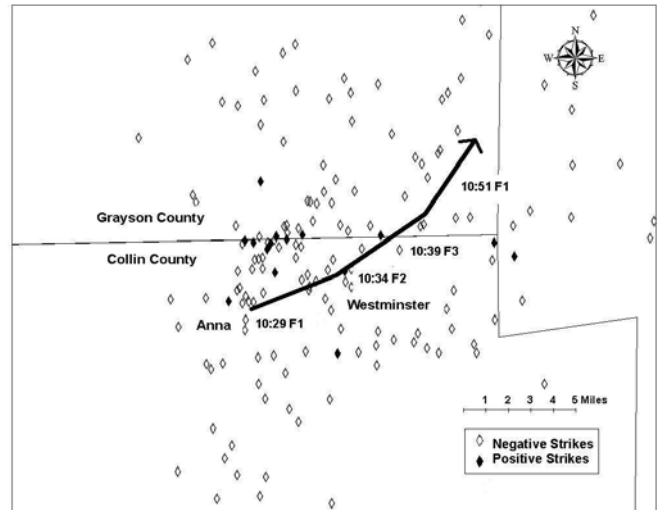 N
W E
S
10:51 F1
Grayson County
Collin County
10:39 F3
10:34 F2
Westminster
Anna
10:29 F1
1 2 3 4 5 Miles
Negative Strikes
Positive Strikes